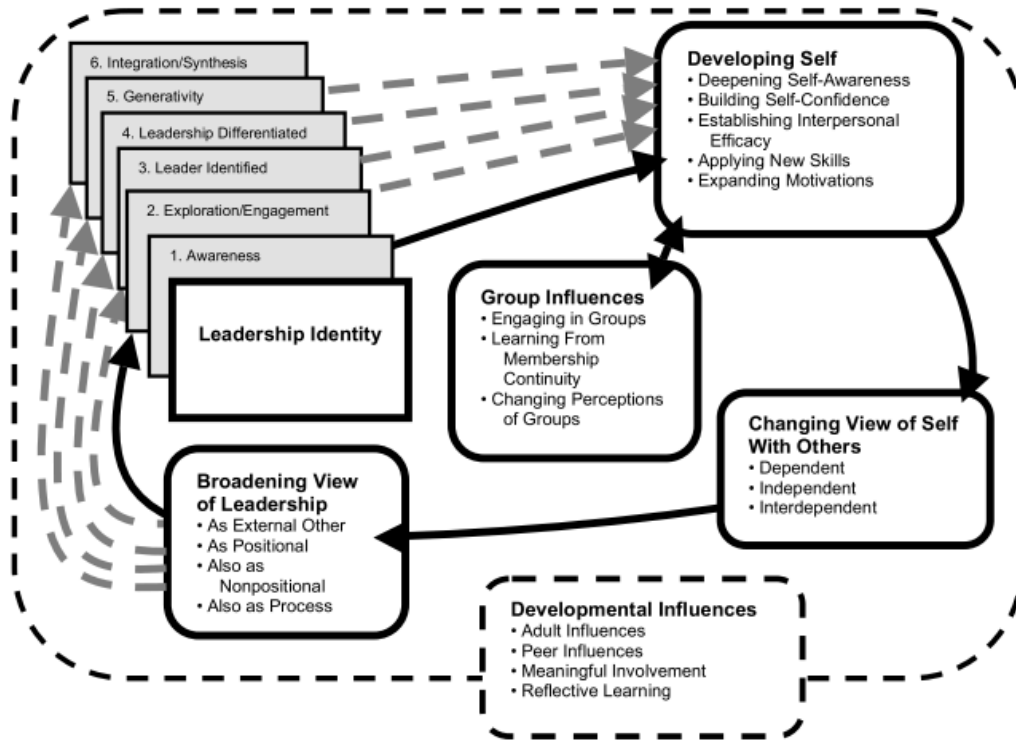 6. Integration/Synthesis
5. Generativity
4. Leadership Differentiated
3. Leader Identified
2. Exploration/Engagement
1. Awareness
Leadership Identity
Developing Self
• Deepening Self-Awareness
• Building Self-Confidence
• Establishing Interpersonal
Efficacy
• Applying New Skills
• Expanding Motivations
Group Influences
• Engaging in Groups
• Learning From
Membership
Continuity
• Changing Perceptions
of Groups
Changing View of Self
With Others
• Dependent
• Independent
• Interdependent
Broadening View
of Leadership
• As External Other
• As Positional
• Also as
Nonpositional
• Also as Process
Developmental Influences
• Adult Influences
• Peer Influences
• Meaningful Involvement
• Reflective Learning